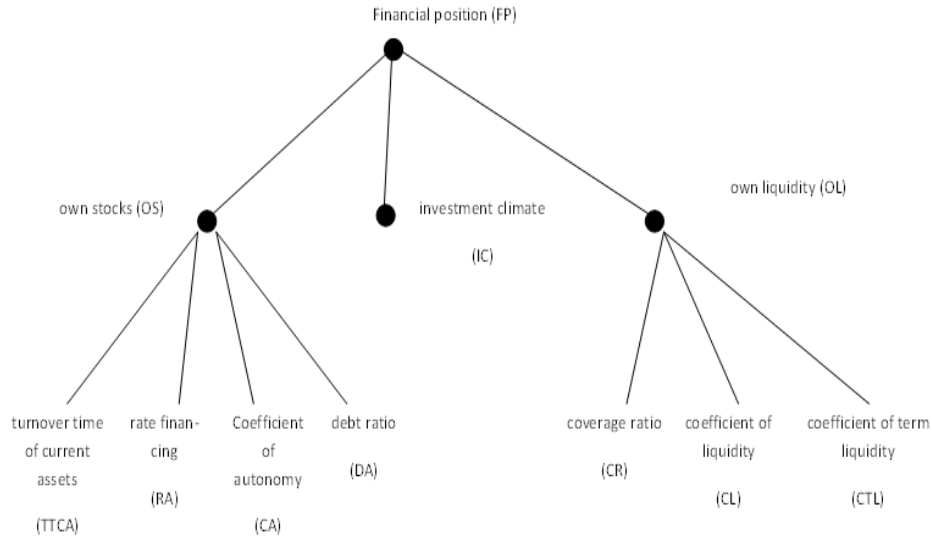 Financial position (FP)
own stocks (OS)
investment climate
(IC)
own liquidity (OL)
turnover time
of current
assets
(TTCA)
rate finan-
cing
(RA)
Coefficient
of
autonomy
(CA)
debt ratio
(DA)
coverage ratio
(CR)
coefficient of
liquidity
(CL)
coefficient of term
liquidity
(CTL)